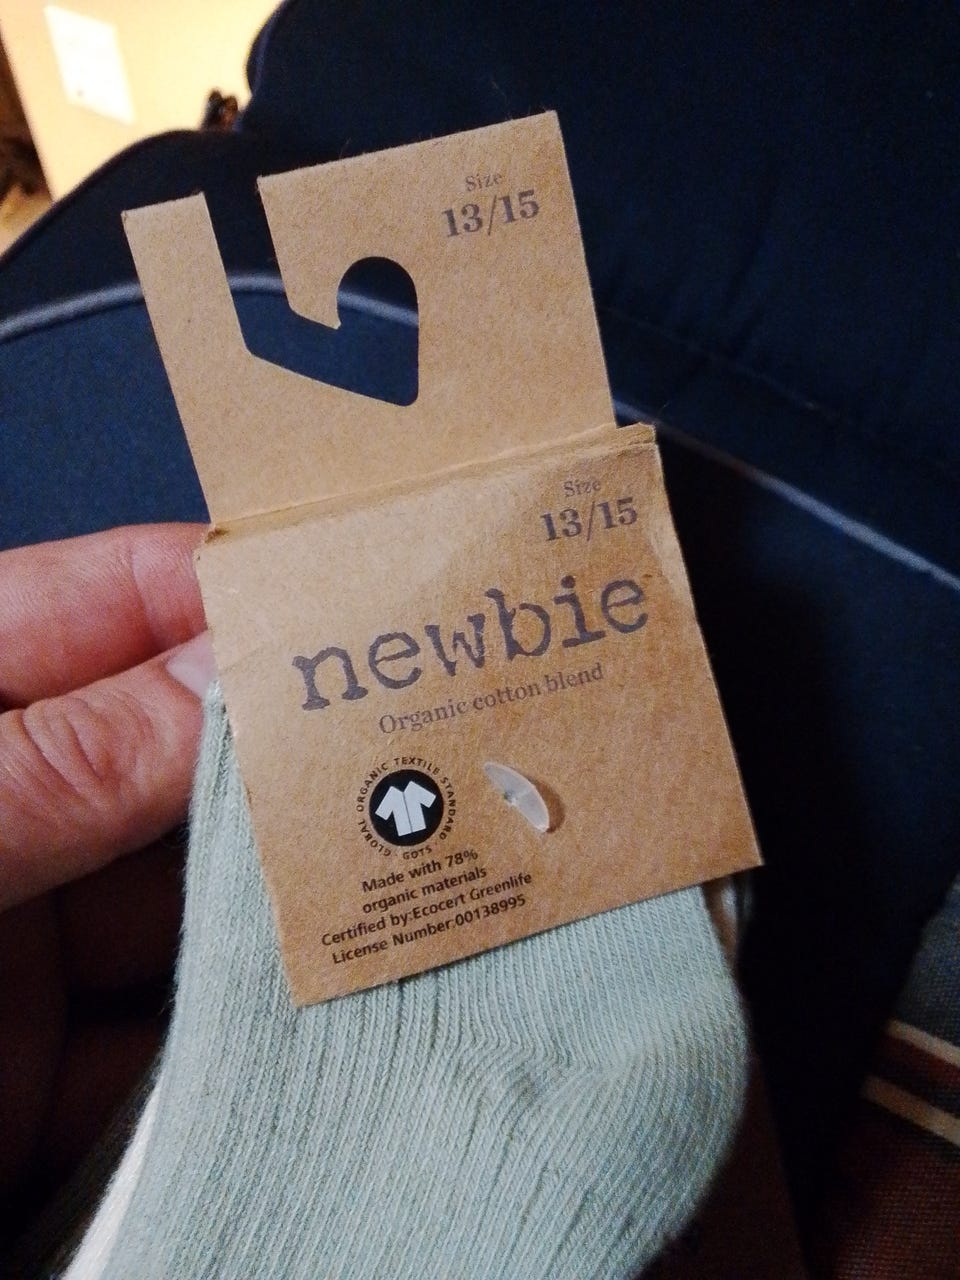 Size
13/15
Size
13/15
newbie
Organic cotton blend
GLOBAL ORGANIC TEXTILE STANDARD
· GOTS ·
Made with 78%
organic materials
Certified by:Ecocert Greenlife
License Number:00138995